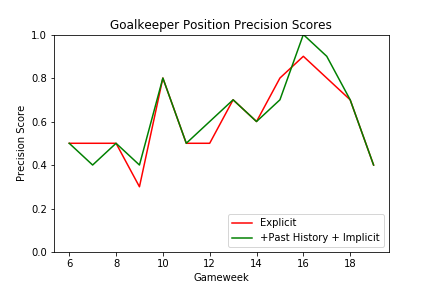 Goalkeeper Position Precision Scores
1.0
0.8
0.6
0.4
0.2
0.0
Precision Score
6 8 10 12 14 16 18
Gameweek
Explicit
+Past History + Implicit